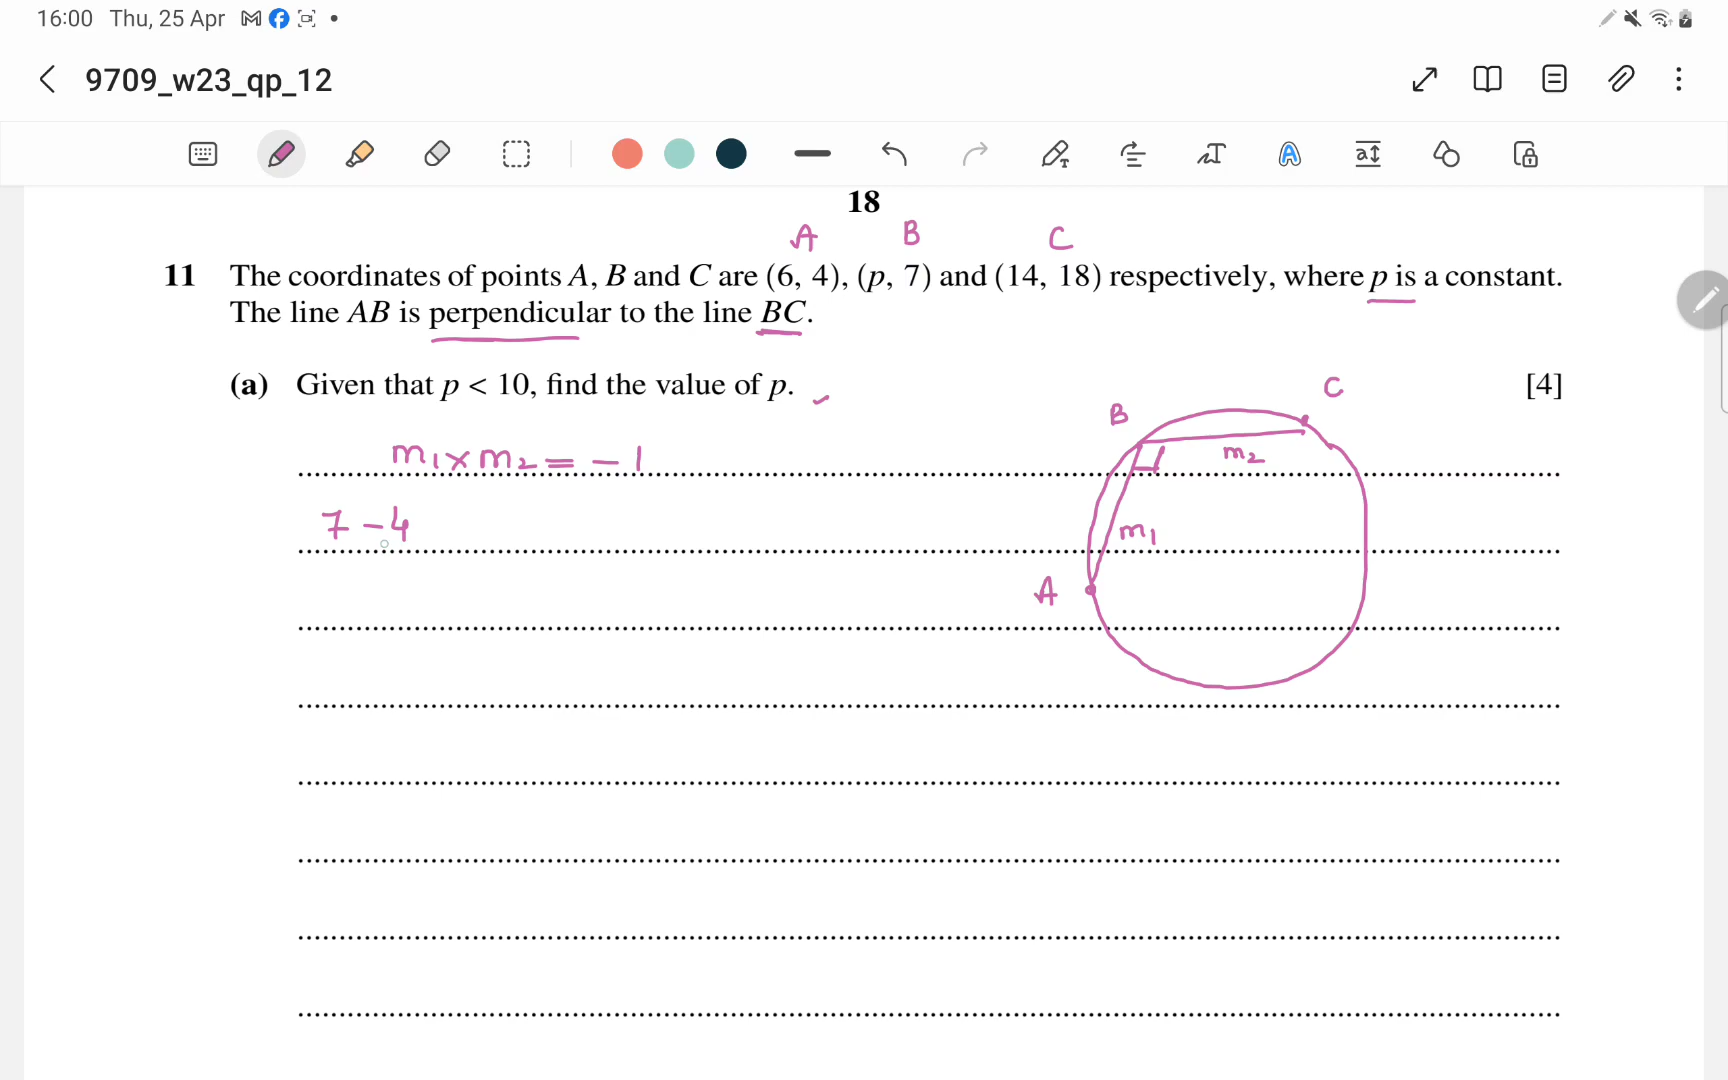 16:00 Thu, 25 Apr
9709_w23_qp_12
18
A B C
11 The coordinates of points A, B and C are (6, 4), (p, 7) and (14, 18) respectively, where p is a constant.
The line AB is perpendicular to the line BC.
(a) Given that p < 10, find the value of p. [4]
C
B
m₁ × m₂ = −1
m₂
7 − 4
m₁
A